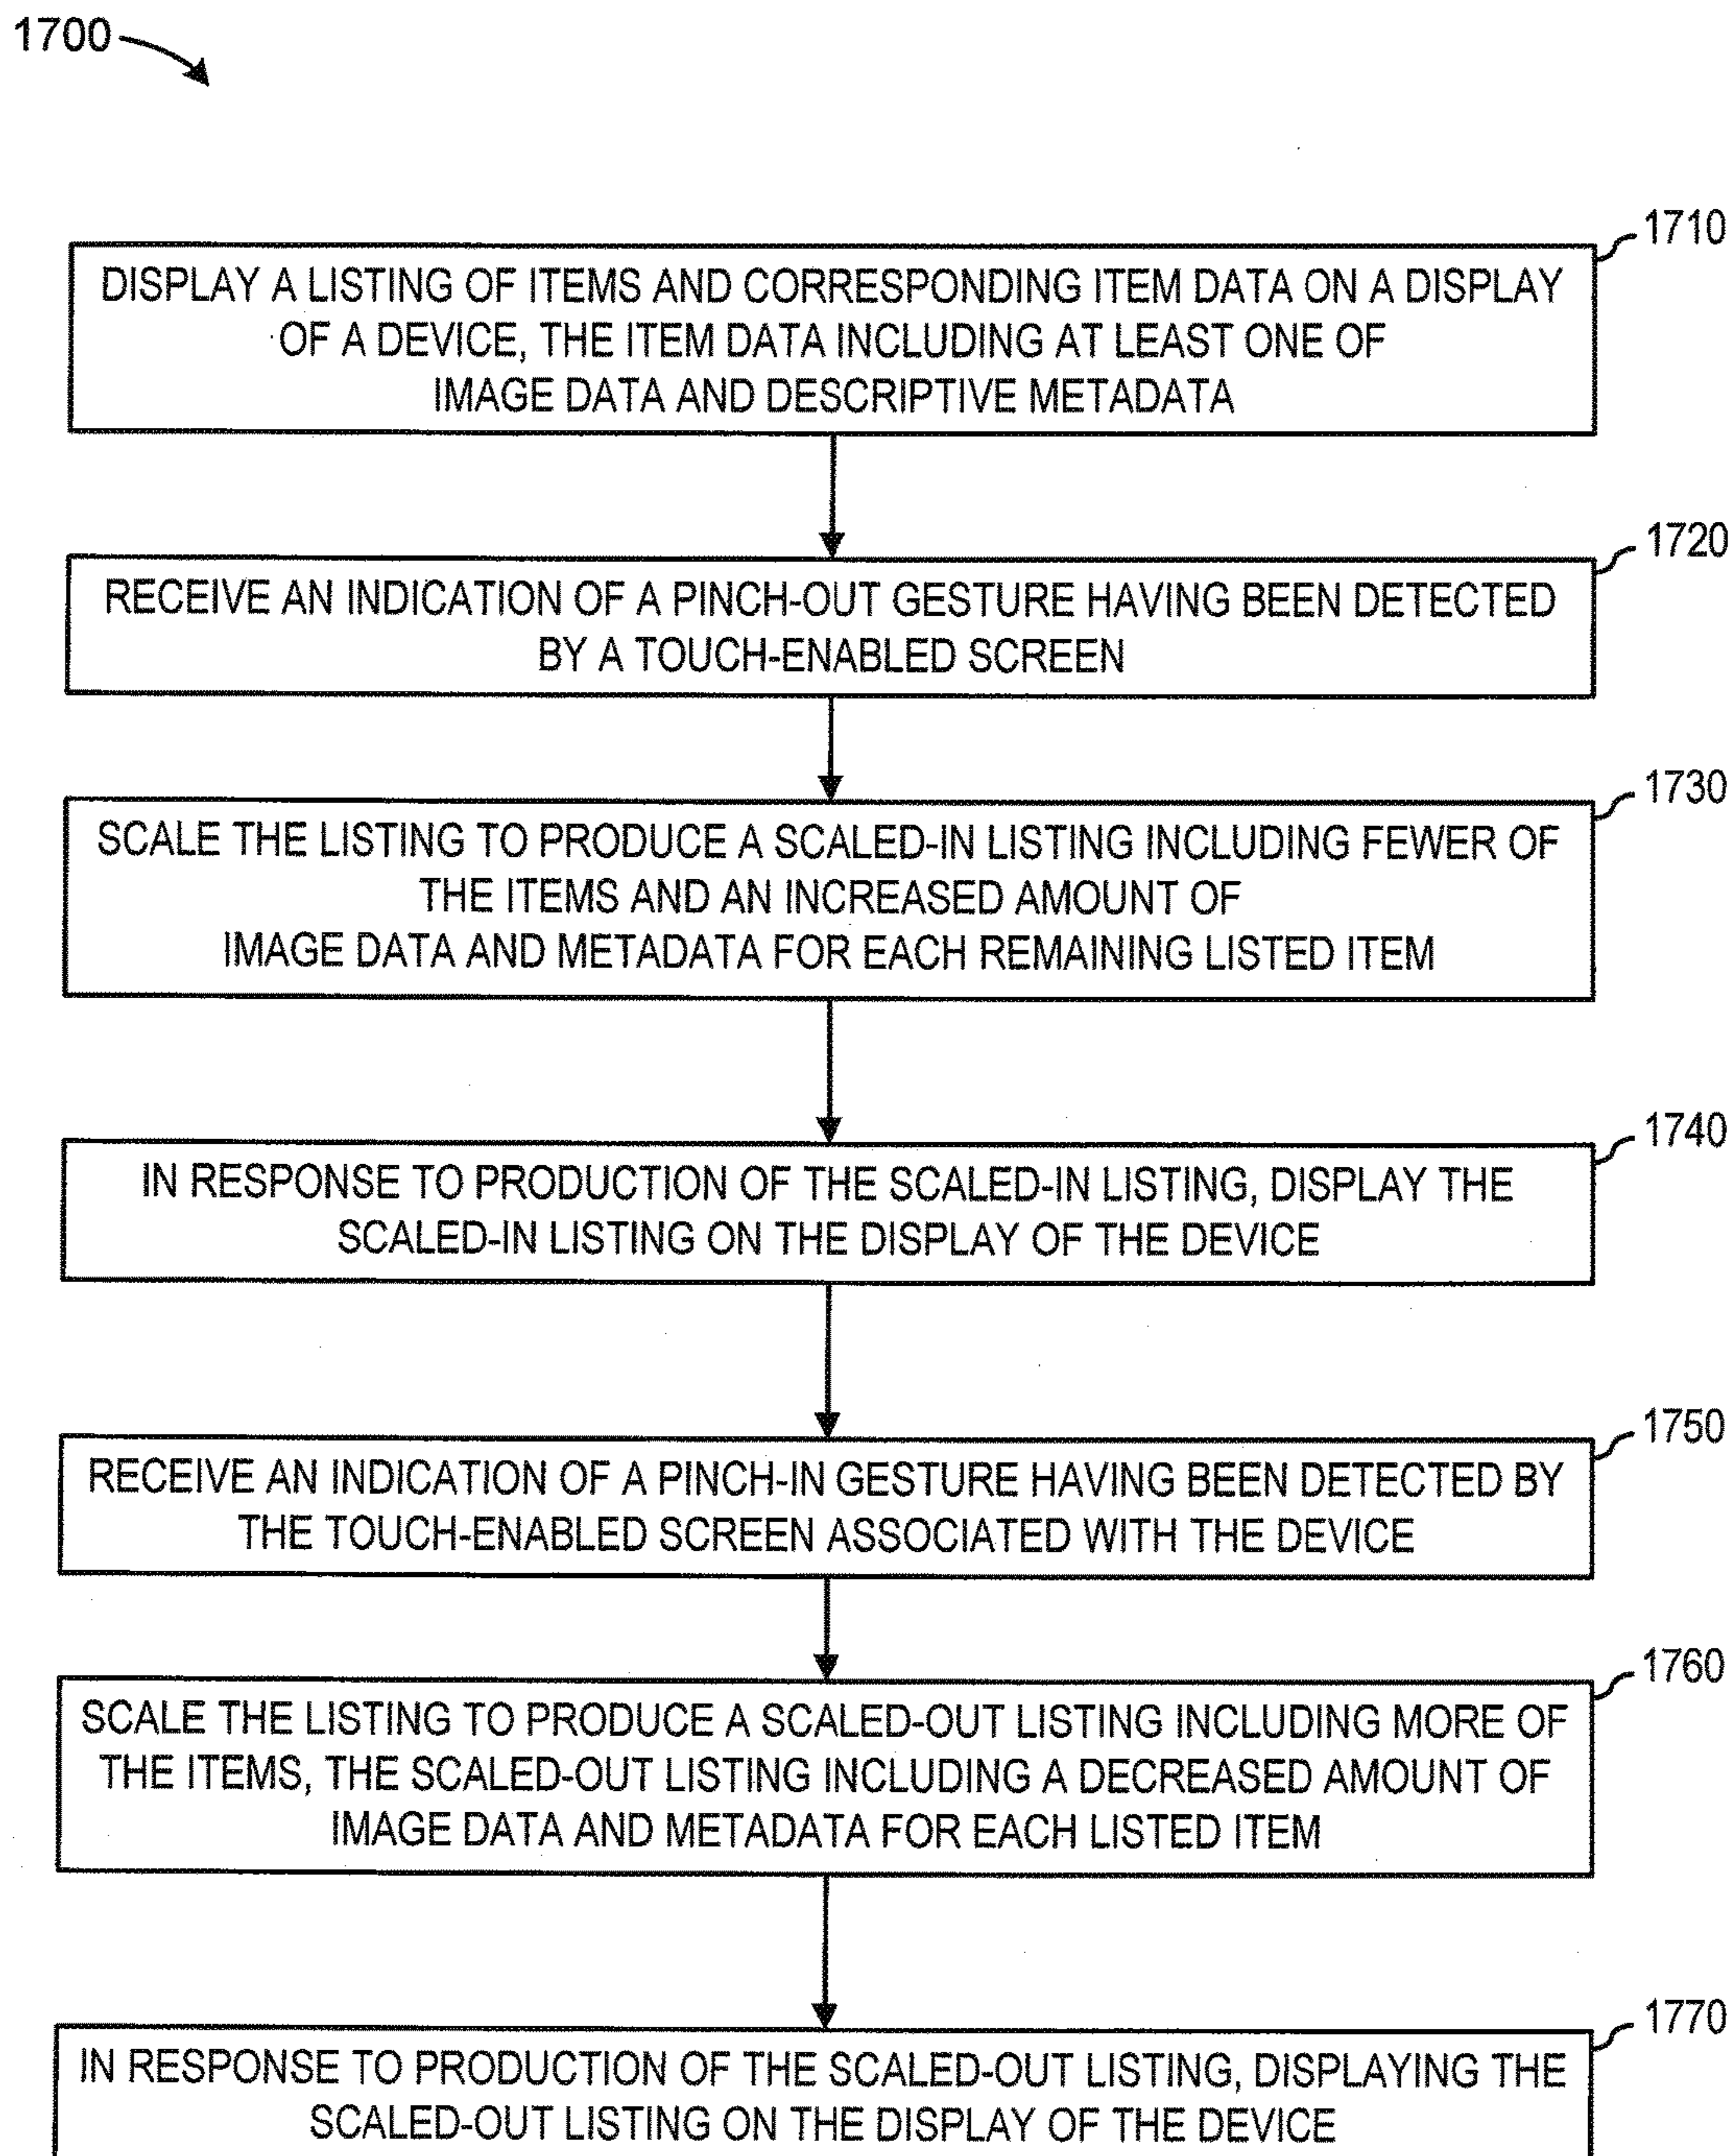 1700
1710
DISPLAY A LISTING OF ITEMS AND CORRESPONDING ITEM DATA ON A DISPLAY
OF A DEVICE, THE ITEM DATA INCLUDING AT LEAST ONE OF
IMAGE DATA AND DESCRIPTIVE METADATA
1720
RECEIVE AN INDICATION OF A PINCH-OUT GESTURE HAVING BEEN DETECTED
BY A TOUCH-ENABLED SCREEN
1730
SCALE THE LISTING TO PRODUCE A SCALED-IN LISTING INCLUDING FEWER OF
THE ITEMS AND AN INCREASED AMOUNT OF
IMAGE DATA AND METADATA FOR EACH REMAINING LISTED ITEM
1740
IN RESPONSE TO PRODUCTION OF THE SCALED-IN LISTING, DISPLAY THE
SCALED-IN LISTING ON THE DISPLAY OF THE DEVICE
1750
RECEIVE AN INDICATION OF A PINCH-IN GESTURE HAVING BEEN DETECTED BY
THE TOUCH-ENABLED SCREEN ASSOCIATED WITH THE DEVICE
1760
SCALE THE LISTING TO PRODUCE A SCALED-OUT LISTING INCLUDING MORE OF
THE ITEMS, THE SCALED-OUT LISTING INCLUDING A DECREASED AMOUNT OF
IMAGE DATA AND METADATA FOR EACH LISTED ITEM
1770
IN RESPONSE TO PRODUCTION OF THE SCALED-OUT LISTING, DISPLAYING THE
SCALED-OUT LISTING ON THE DISPLAY OF THE DEVICE